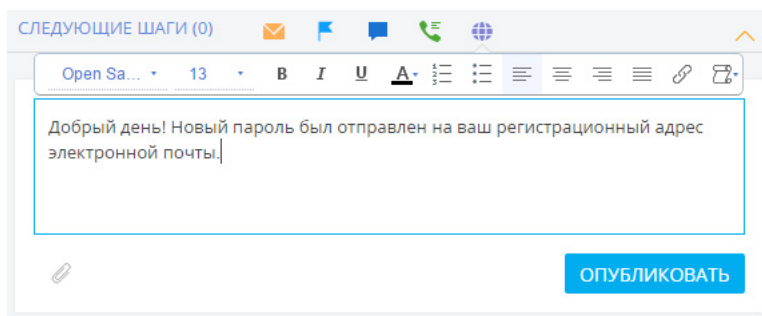 СЛЕДУЮЩИЕ ШАГИ (0)
Open Sa... 13 B I U A
Добрый день! Новый пароль был отправлен на ваш регистрационный адрес
электронной почты.
ОПУБЛИКОВАТЬ